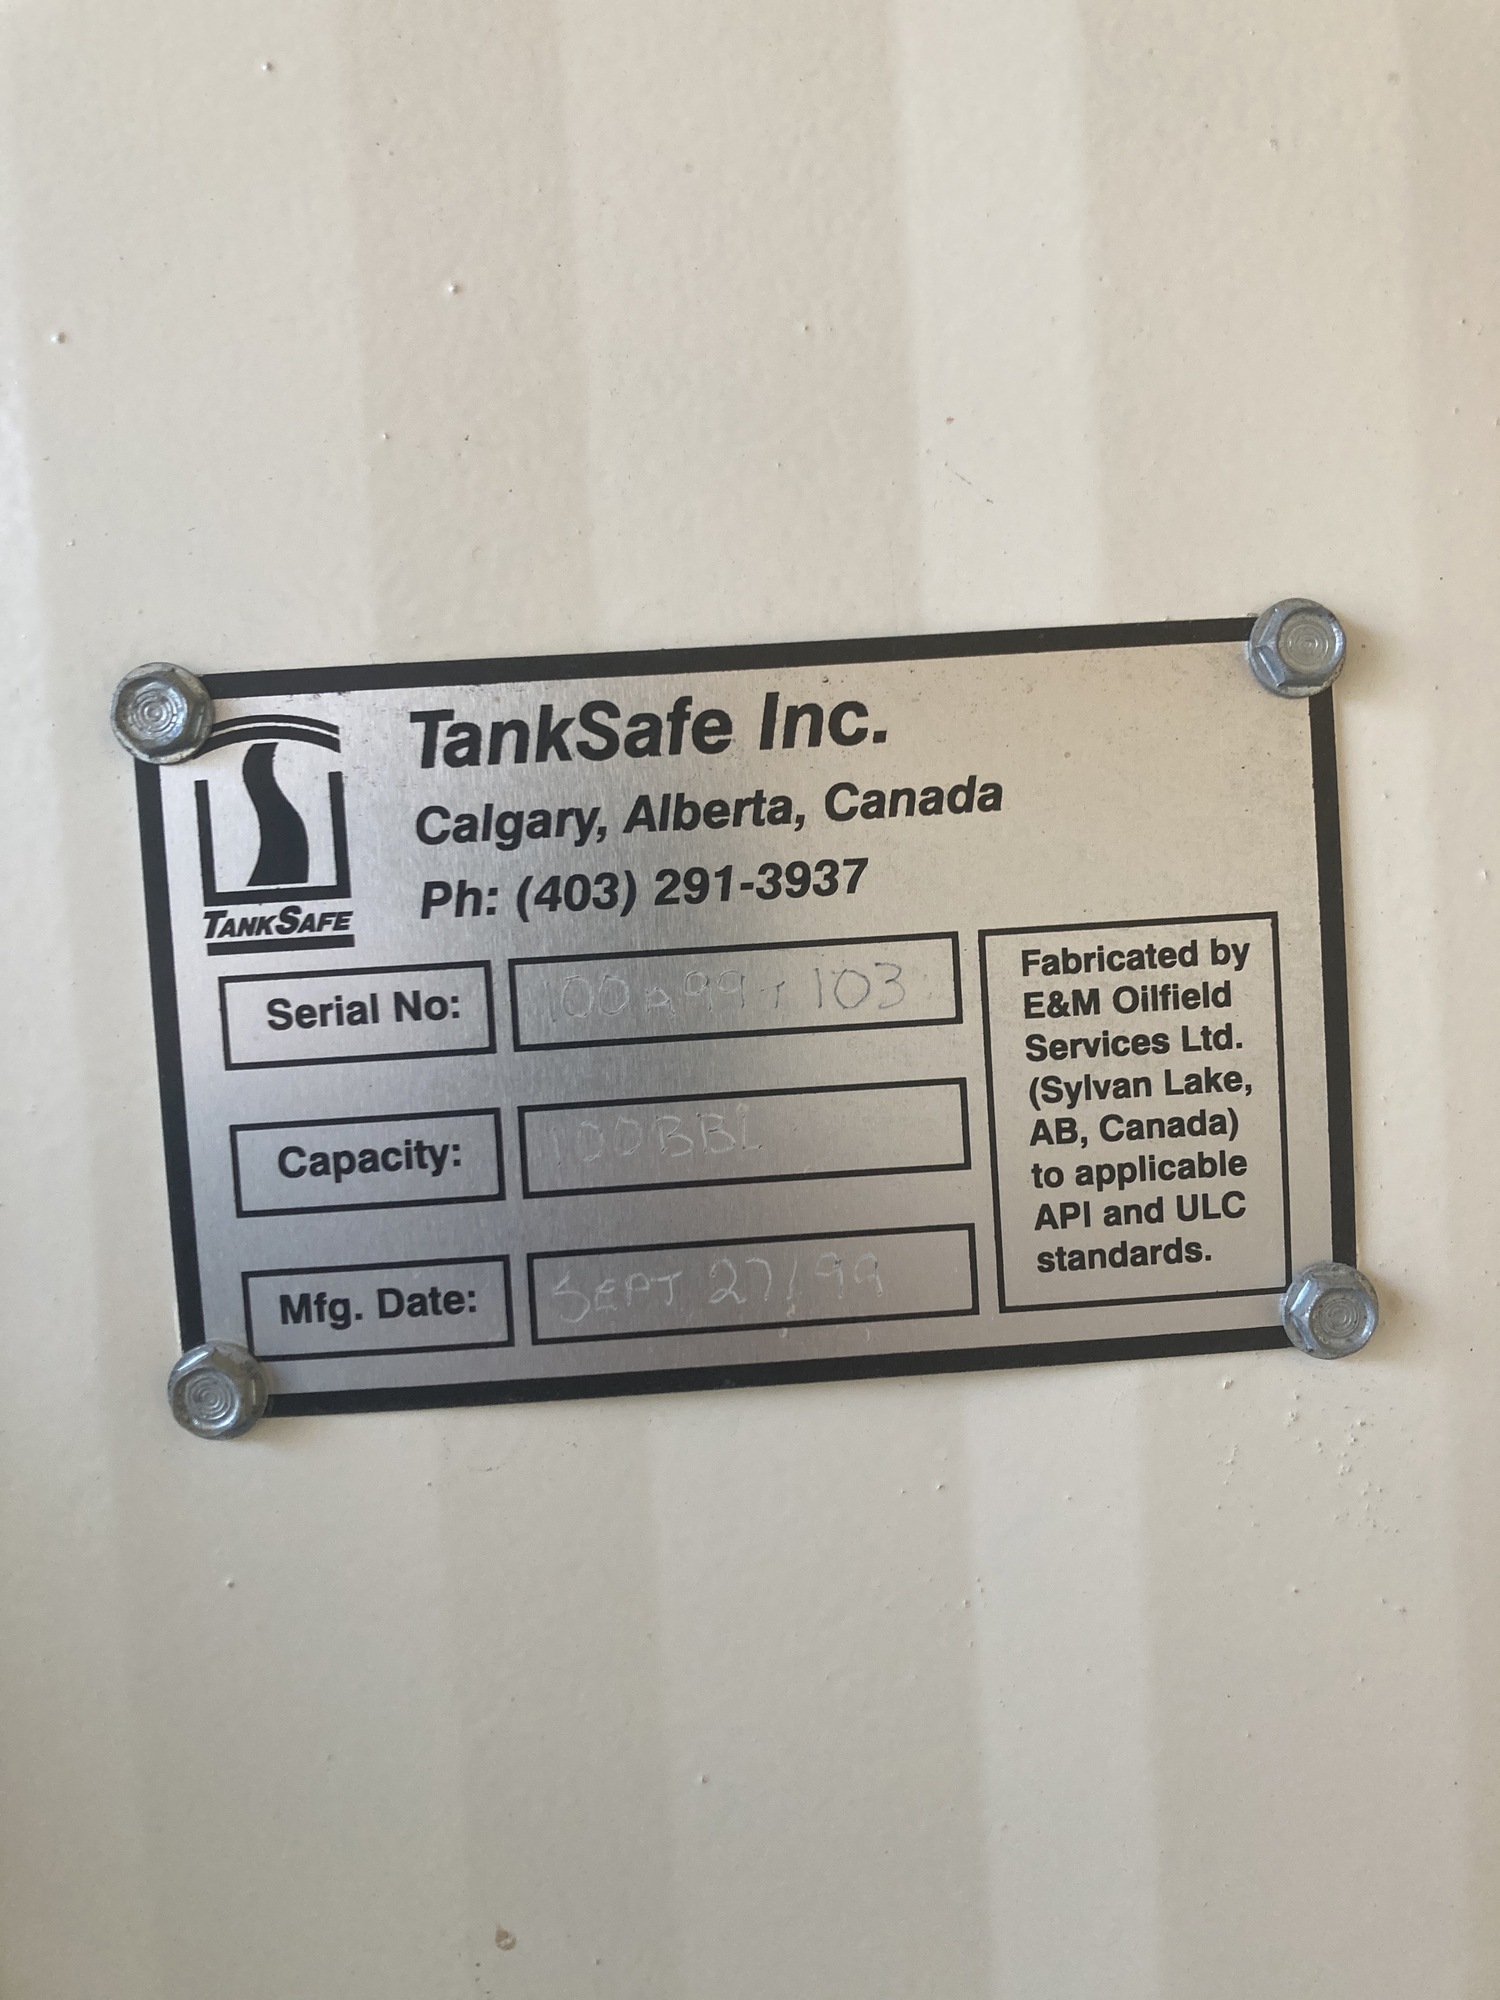 TankSafe Inc.
Calgary, Alberta, Canada
Ph: (403) 291-3937
TANKSAFE
Serial No: 100A99T103
Capacity: 100BBL
Mfg. Date: SEPT 27/99
Fabricated by
E&M Oilfield
Services Ltd.
(Sylvan Lake,
AB, Canada)
to applicable
API and ULC
standards.